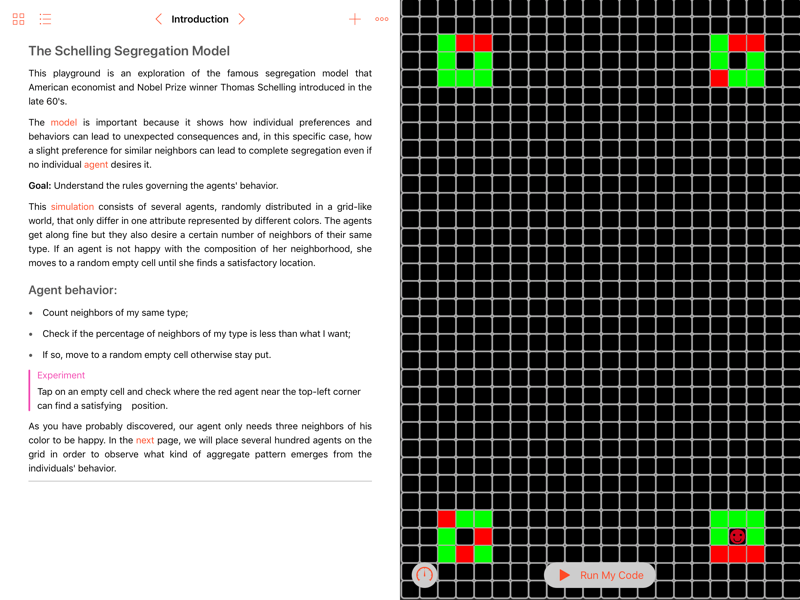 Introduction
The Schelling Segregation Model
This playground is an exploration of the famous segregation model that
American economist and Nobel Prize winner Thomas Schelling introduced in the
late 60's.
The model is important because it shows how individual preferences and
behaviors can lead to unexpected consequences and, in this specific case, how
a slight preference for similar neighbors can lead to complete segregation even if
no individual agent desires it.
Goal: Understand the rules governing the agents' behavior.
This simulation consists of several agents, randomly distributed in a grid-like
world, that only differ in one attribute represented by different colors. The agents
get along fine but they also desire a certain number of neighbors of their same
type. If an agent is not happy with the composition of her neighborhood, she
moves to a random empty cell until she finds a satisfactory location.
Agent behavior:
• Count neighbors of my same type;
• Check if the percentage of neighbors of my type is less than what I want;
• If so, move to a random empty cell otherwise stay put.
Experiment
Tap on an empty cell and check where the red agent near the top-left corner
can find a satisfying position.
As you have probably discovered, our agent only needs three neighbors of his
color to be happy. In the next page, we will place several hundred agents on the
grid in order to observe what kind of aggregate pattern emerges from the
individuals' behavior.
Run My Code